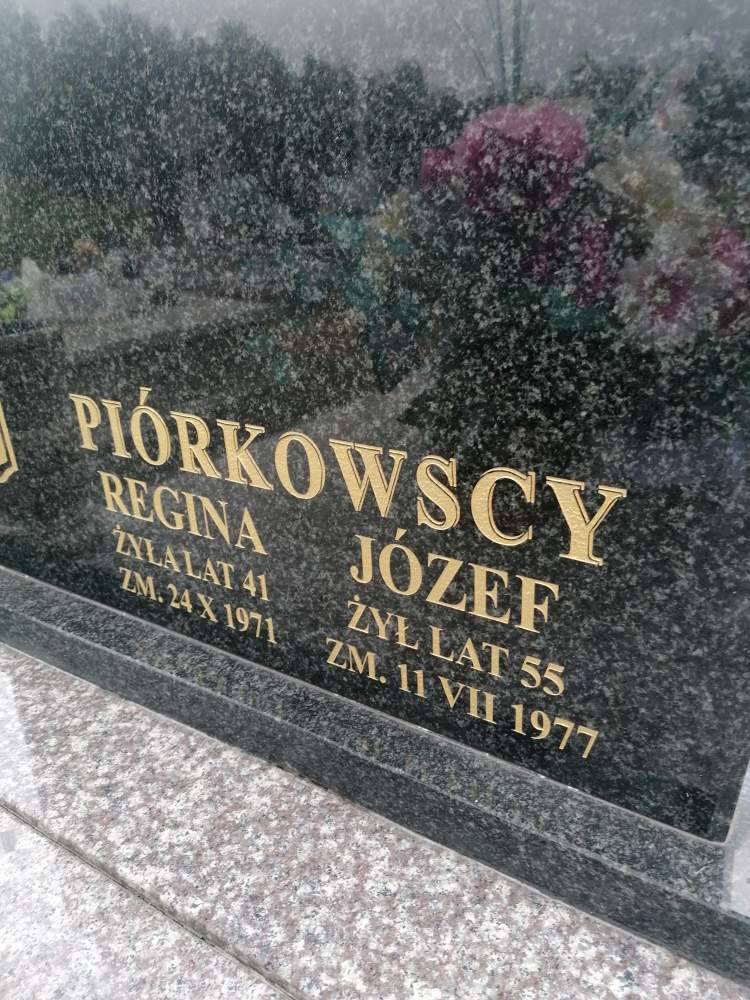 PIÓRKOWSCY
REGINA
ŻYŁA LAT 41
ZM. 24 X 1971
JÓZEF
ŻYŁ LAT 55
ZM. 11 VII 1977